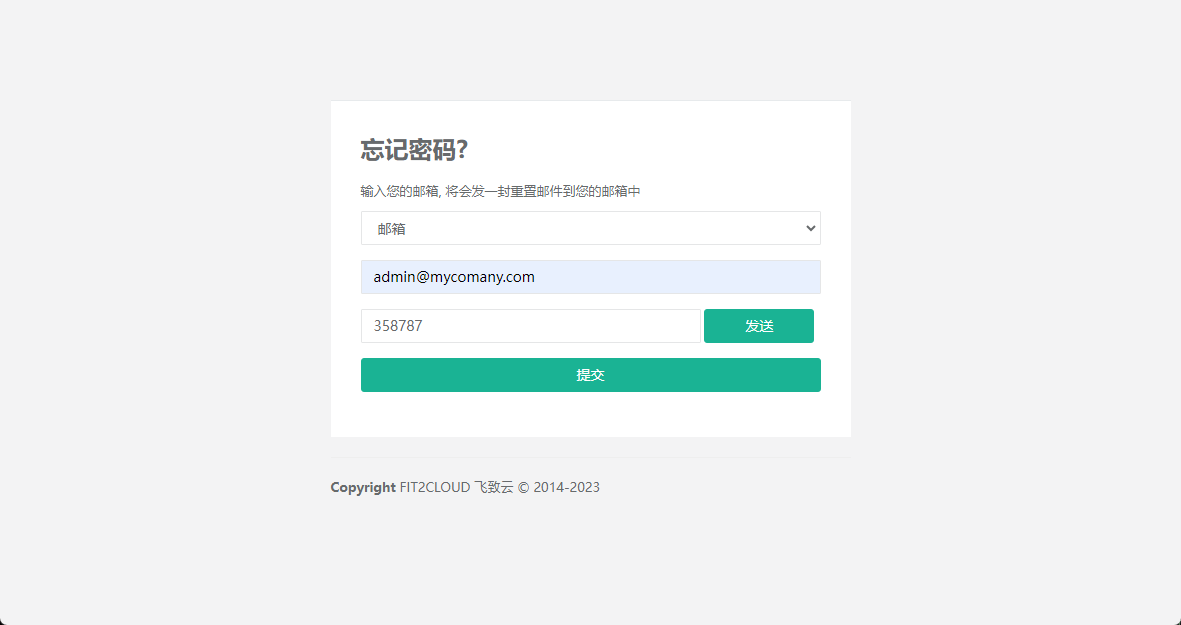 忘记密码?
输入您的邮箱, 将会发一封重置邮件到您的邮箱中
邮箱
admin@mycomany.com
358787 发送
提交
Copyright FIT2CLOUD 飞致云 © 2014-2023